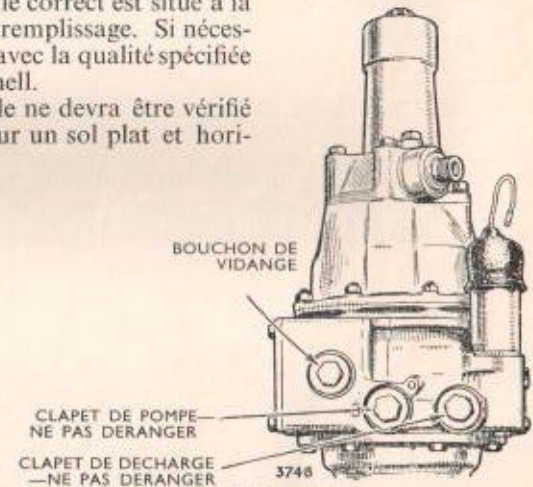 le correct est situé à la
remplissage. Si néces-
avec la qualité spécifiée
hell.
le ne devra être vérifié
ur un sol plat et hori-
BOUCHON DE
VIDANGE
CLAPET DE POMPE—
NE PAS DERANGER
CLAPET DE DECHARGE
—NE PAS DERANGER
3748